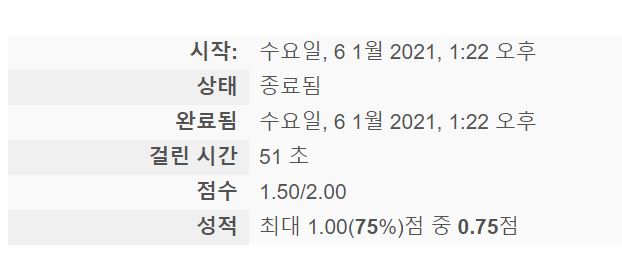 시작: 수요일, 6 1월 2021, 1:22 오후
상태 종료됨
완료됨 수요일, 6 1월 2021, 1:22 오후
걸린 시간 51 초
점수 1.50/2.00
성적 최대 1.00(75%)점 중 0.75점